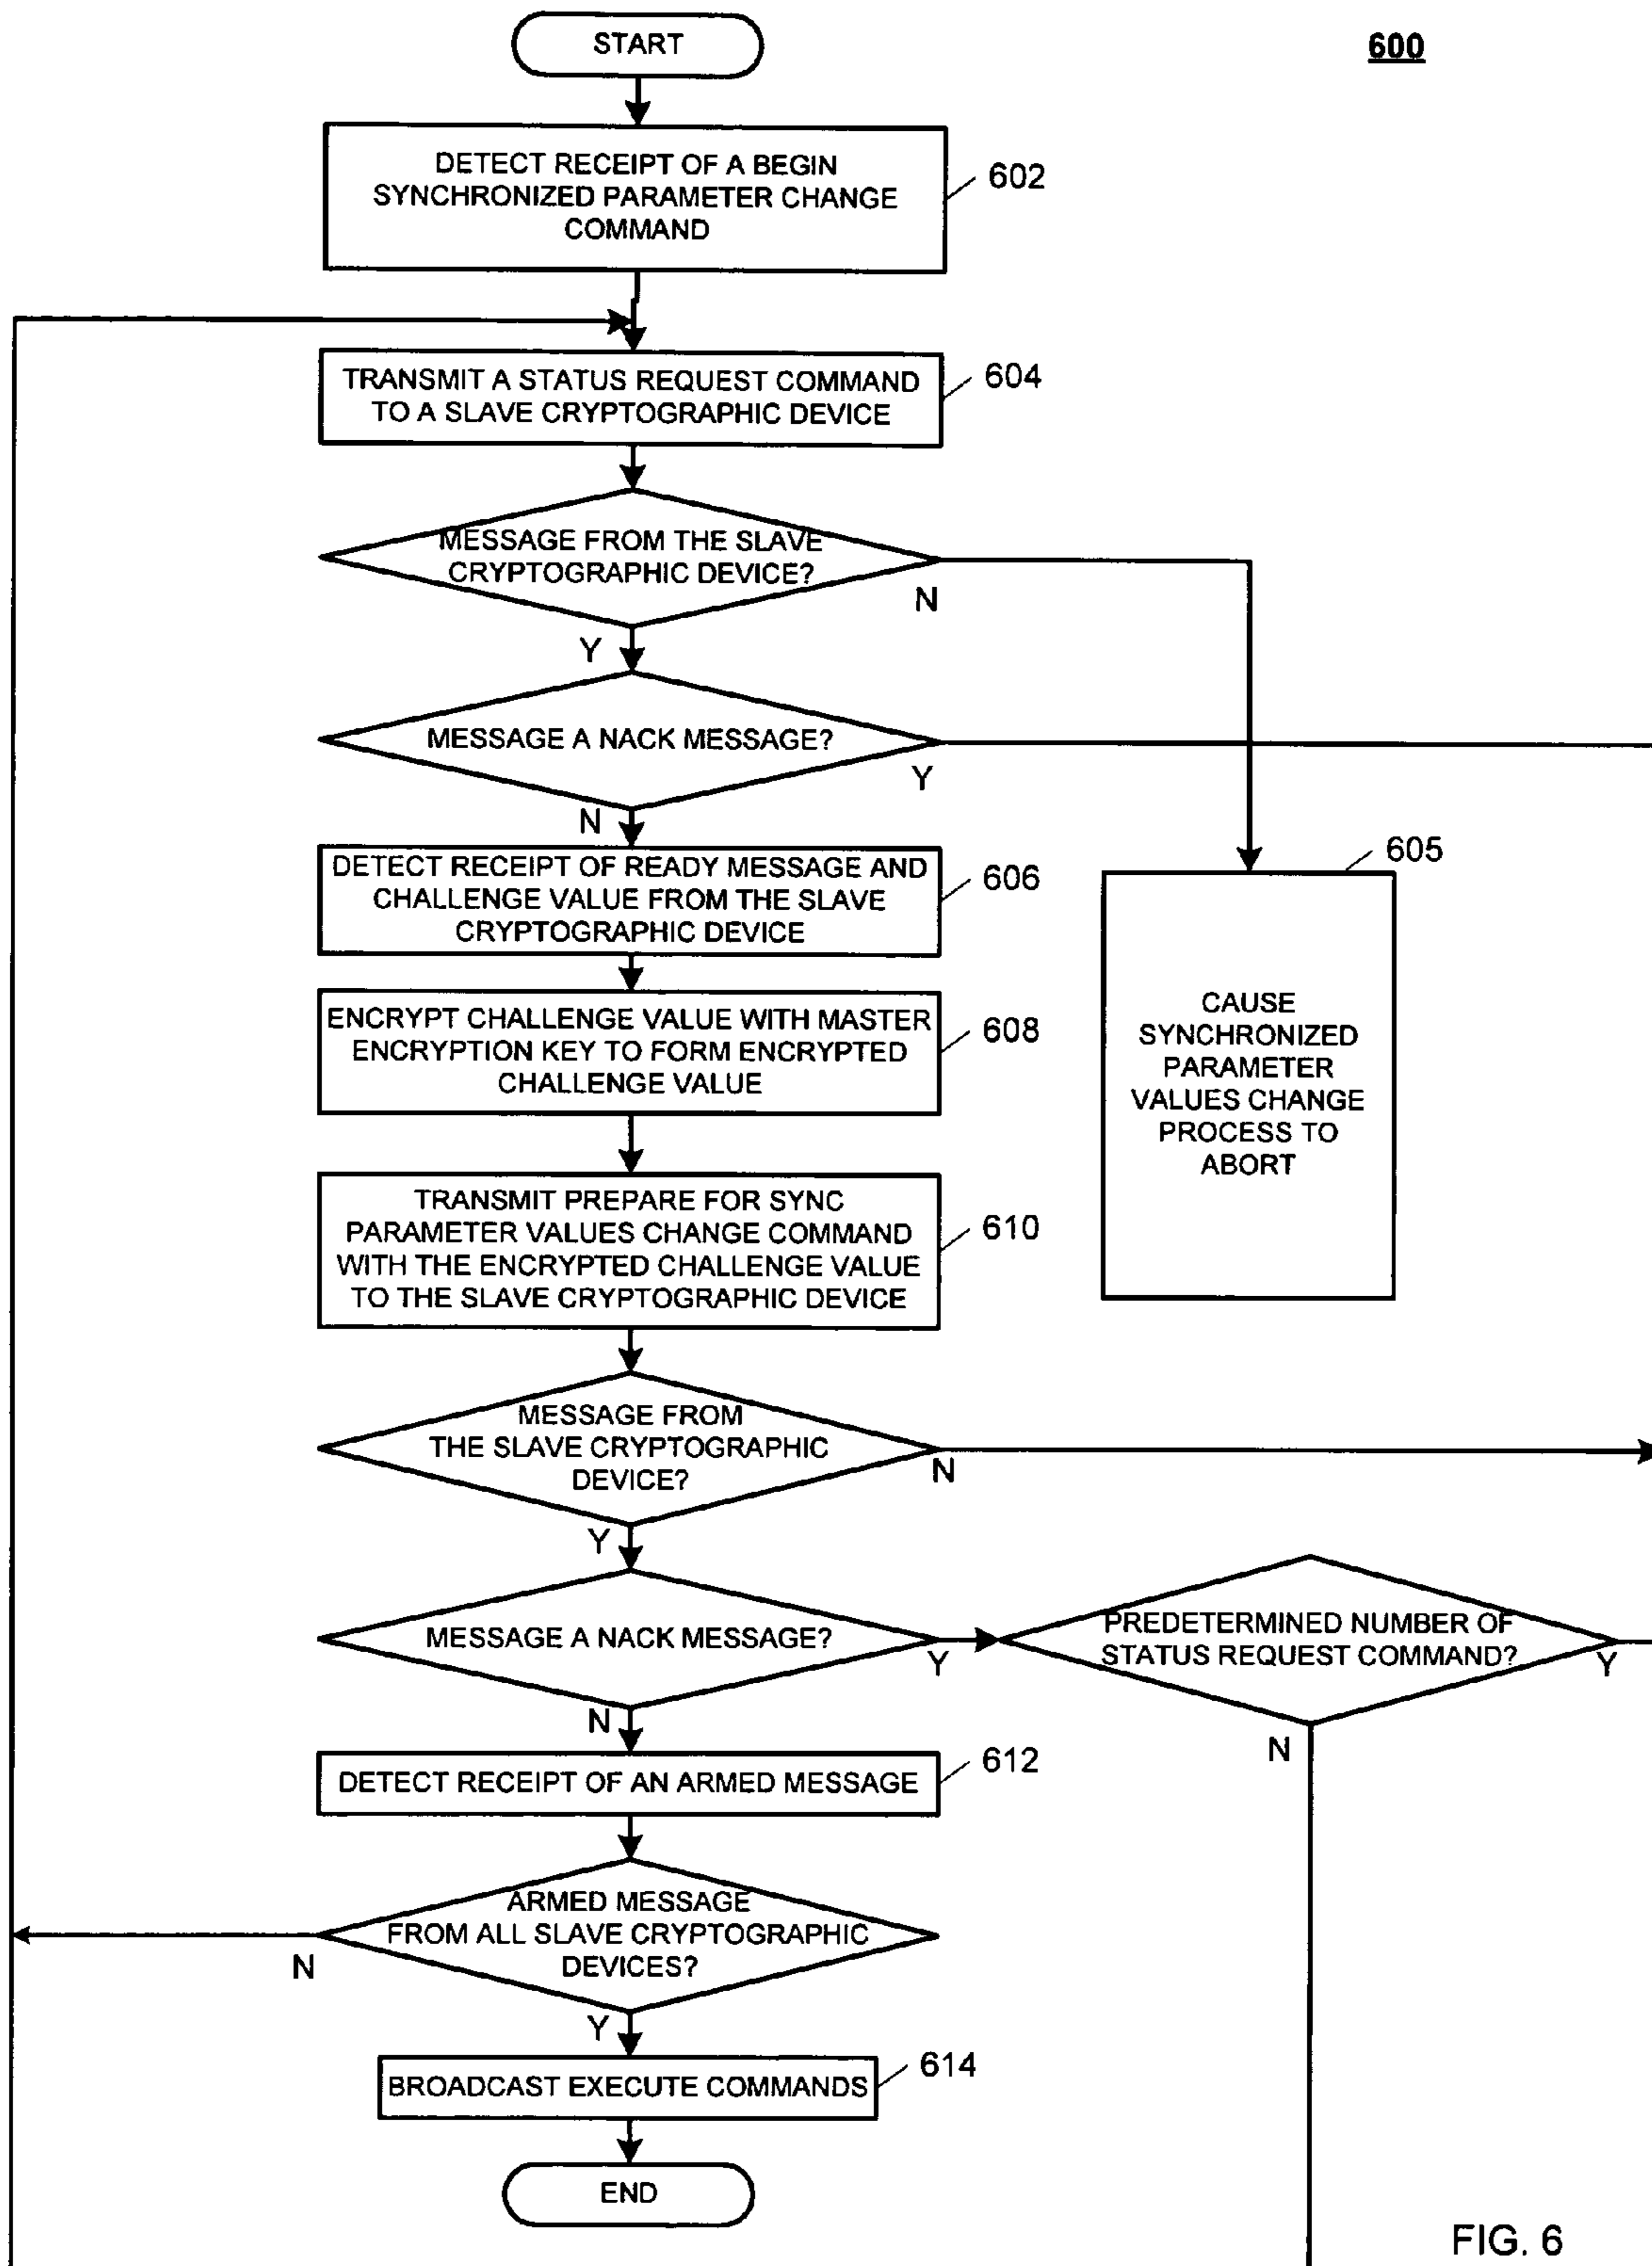 START
600
DETECT RECEIPT OF A BEGIN
SYNCHRONIZED PARAMETER CHANGE
COMMAND
602
TRANSMIT A STATUS REQUEST COMMAND
TO A SLAVE CRYPTOGRAPHIC DEVICE
604
MESSAGE FROM THE SLAVE
CRYPTOGRAPHIC DEVICE?
N
Y
MESSAGE A NACK MESSAGE?
Y
N
DETECT RECEIPT OF READY MESSAGE AND
CHALLENGE VALUE FROM THE SLAVE
CRYPTOGRAPHIC DEVICE
606
605
CAUSE
SYNCHRONIZED
PARAMETER
VALUES CHANGE
PROCESS TO
ABORT
ENCRYPT CHALLENGE VALUE WITH MASTER
ENCRYPTION KEY TO FORM ENCRYPTED
CHALLENGE VALUE
608
TRANSMIT PREPARE FOR SYNC
PARAMETER VALUES CHANGE COMMAND
WITH THE ENCRYPTED CHALLENGE VALUE
TO THE SLAVE CRYPTOGRAPHIC DEVICE
610
MESSAGE FROM
THE SLAVE CRYPTOGRAPHIC
DEVICE?
N
Y
MESSAGE A NACK MESSAGE?
Y
PREDETERMINED NUMBER OF
STATUS REQUEST COMMAND?
Y
N
N
DETECT RECEIPT OF AN ARMED MESSAGE
612
ARMED MESSAGE
FROM ALL SLAVE CRYPTOGRAPHIC
DEVICES?
N
Y
BROADCAST EXECUTE COMMANDS
614
END
FIG. 6